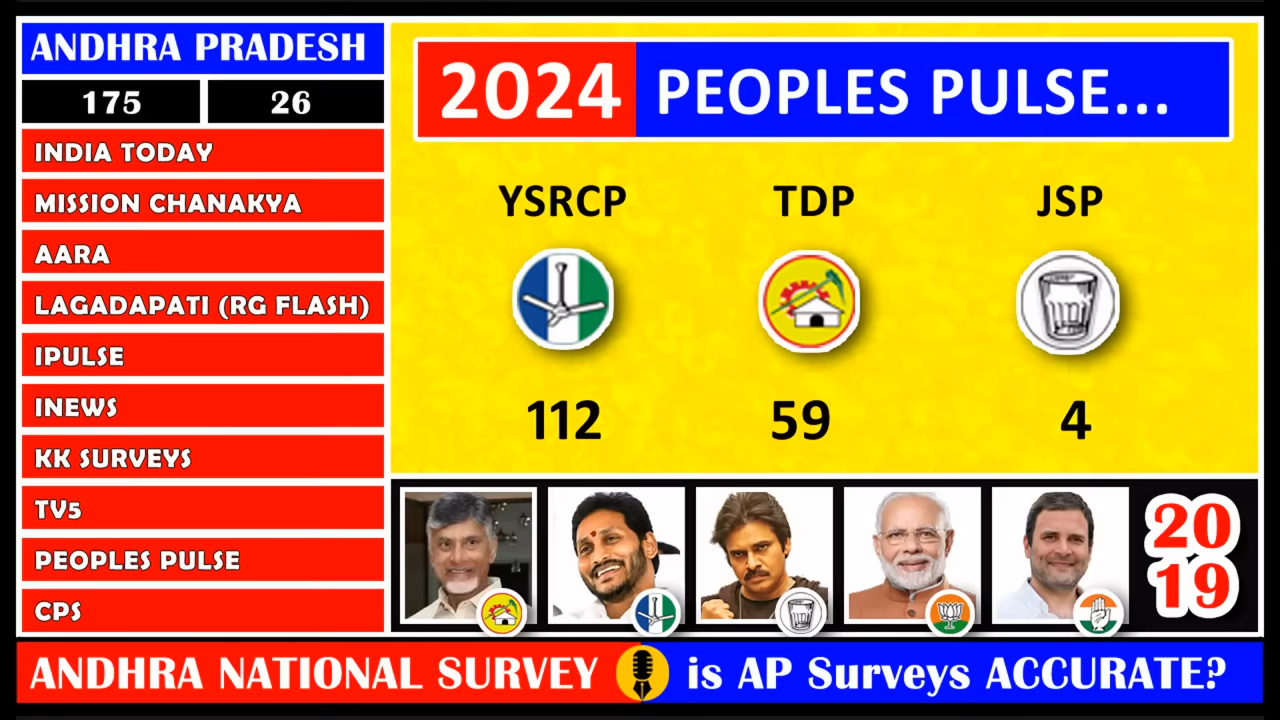 ANDHRA PRADESH
175 26
INDIA TODAY
MISSION CHANAKYA
AARA
LAGADAPATI (RG FLASH)
IPULSE
INEWS
KK SURVEYS
TV5
PEOPLES PULSE
CPS
2024 PEOPLES PULSE...
YSRCP TDP JSP
112 59 4
20
19
ANDHRA NATIONAL SURVEY is AP Surveys ACCURATE?